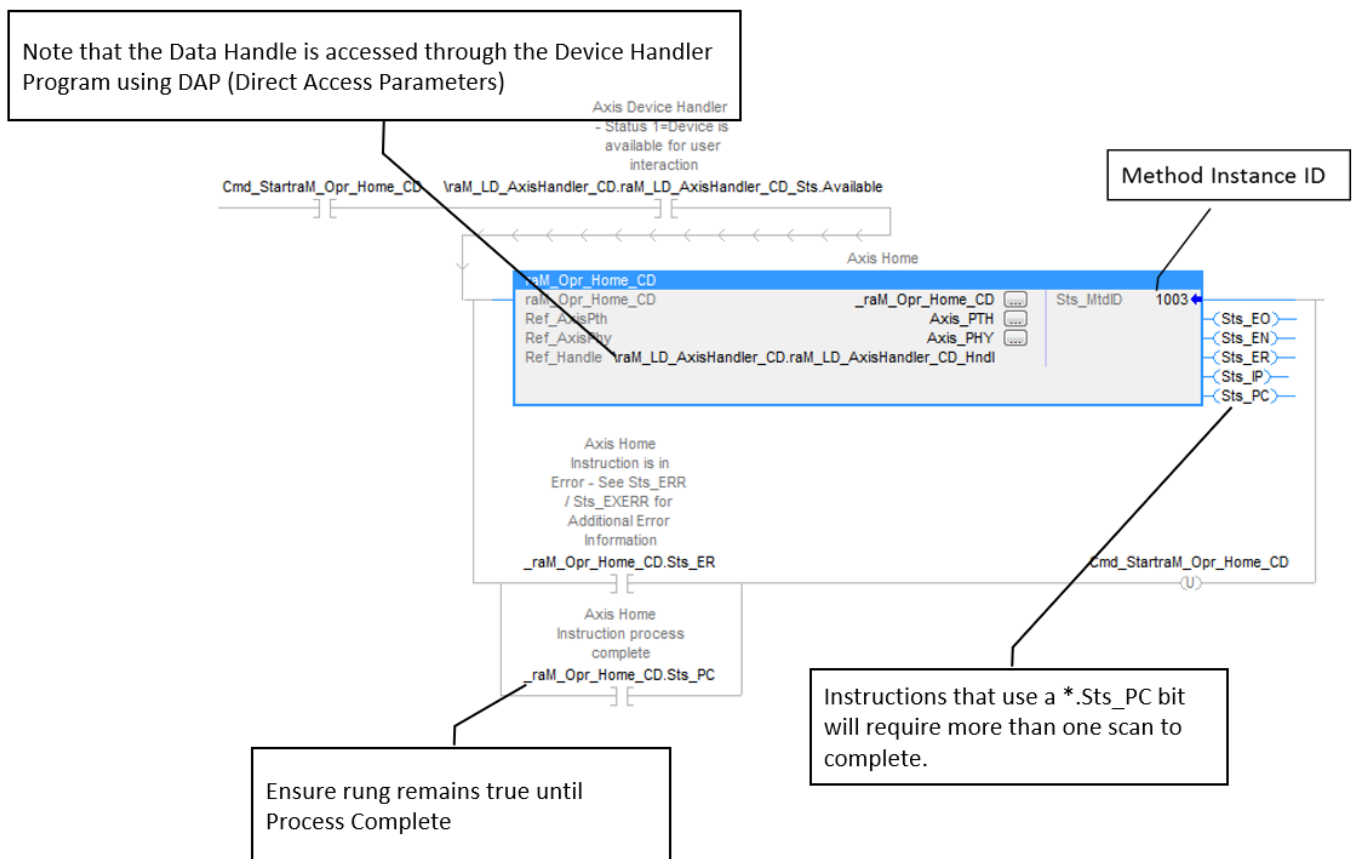 Note that the Data Handle is accessed through the Device Handler
Program using DAP (Direct Access Parameters)
Axis Device Handler
- Status 1=Device is
available for user
interaction
Method Instance ID
Cmd_StartraM_Opr_Home_CD \raM_LD_AxisHandler_CD.raM_LD_AxisHandler_CD_Sts.Available
Axis Home
raM_Opr_Home_CD
raM_Opr_Home_CD _raM_Opr_Home_CD ... Sts_MtdID 1003
Ref_AxisPth Axis_PTH ... Sts_EO
Ref_AxisPhy Axis_PHY ... Sts_EN
Ref_Handle \raM_LD_AxisHandler_CD.raM_LD_AxisHandler_CD_Hndl Sts_ER
Sts_IP
Sts_PC
Axis Home
Instruction is in
Error - See Sts_ERR
/ Sts_EXERR for
Additional Error
Information
_raM_Opr_Home_CD.Sts_ER Cmd_StartraM_Opr_Home_CD
U
Axis Home
Instruction process
complete
_raM_Opr_Home_CD.Sts_PC
Instructions that use a *.Sts_PC bit
will require more than one scan to
complete.
Ensure rung remains true until
Process Complete